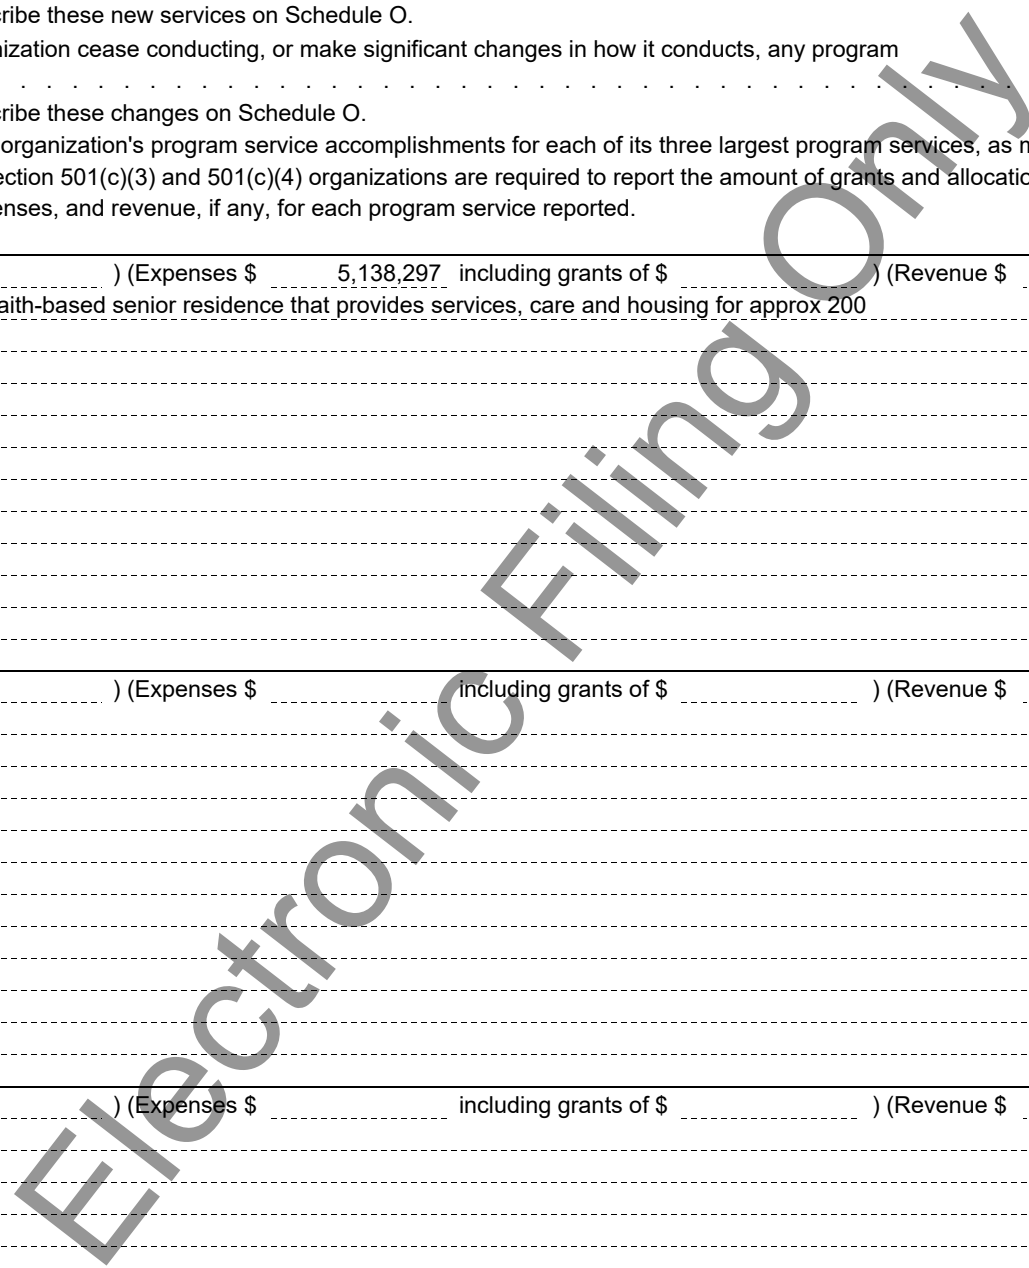 cribe these new services on Schedule O.
nization cease conducting, or make significant changes in how it conducts, any program
. . . . . . . . . . . . . . . . . . . . . . . . . . . . . . . . . . . . . . .
cribe these changes on Schedule O.
organization's program service accomplishments for each of its three largest program services, as m
ection 501(c)(3) and 501(c)(4) organizations are required to report the amount of grants and allocatio
enses, and revenue, if any, for each program service reported.
) (Expenses $ 5,138,297 including grants of $ ) (Revenue $
aith-based senior residence that provides services, care and housing for approx 200
) (Expenses $ including grants of $ ) (Revenue $
) (Expenses $ including grants of $ ) (Revenue $
Electronic Filing Only